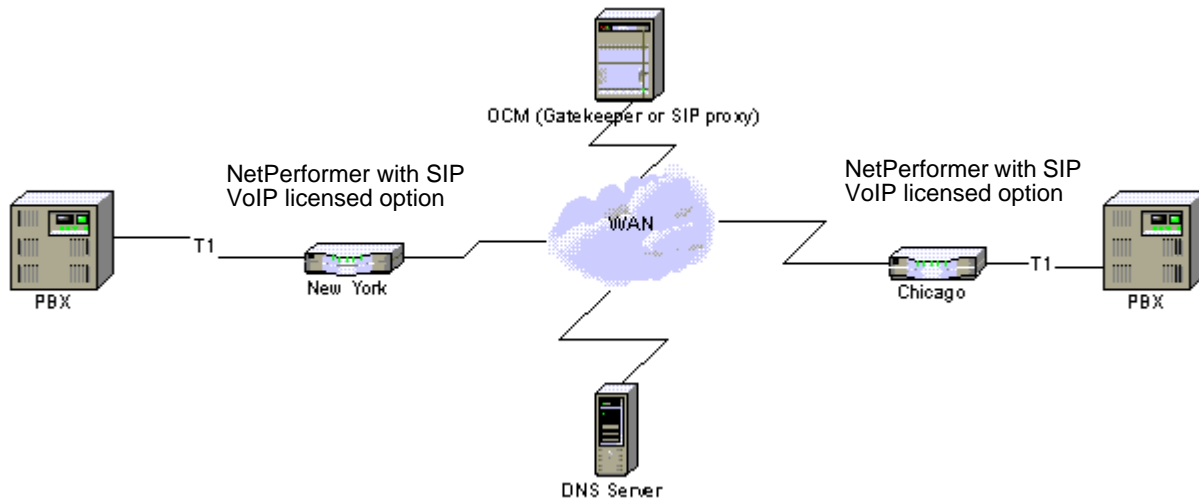 OCM (Gatekeeper or SIP proxy)
NetPerformer with SIP
VoIP licensed option
NetPerformer with SIP
VoIP licensed option
WAN
T1
T1
New York
Chicago
PBX
PBX
DNS Server